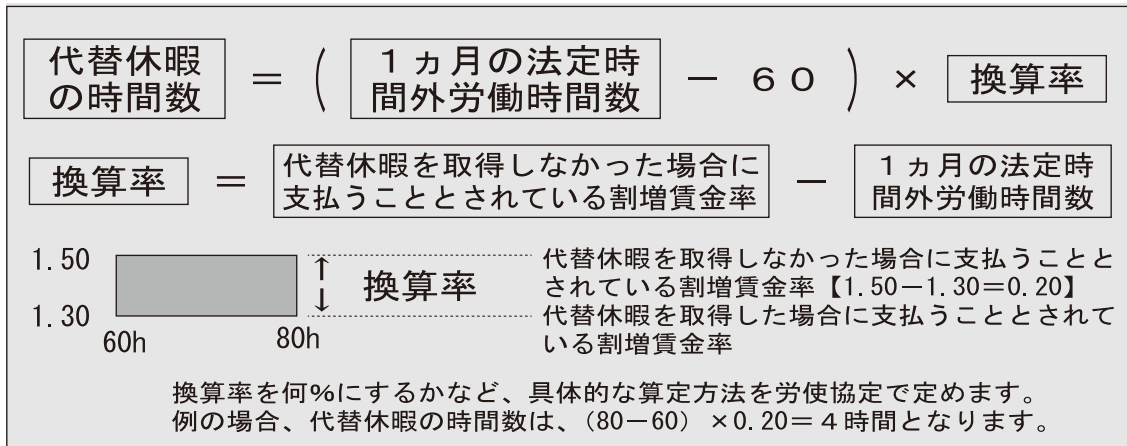 代替休暇の時間数 ＝（ １ヵ月の法定時間外労働時間数 － ６０ ）× 換算率
換算率 ＝ 代替休暇を取得しなかった場合に支払うこととされている割増賃金率 － １ヵ月の法定時間外労働時間数
1.50
1.30
60h
80h
↑
↓
換算率
代替休暇を取得しなかった場合に支払うことと
されている割増賃金率【1.50－1.30＝0.20】
代替休暇を取得した場合に支払うこととされて
いる割増賃金率
換算率を何％にするかなど、具体的な算定方法を労使協定で定めます。
例の場合、代替休暇の時間数は、(80－60) ×0.20＝４時間となります。